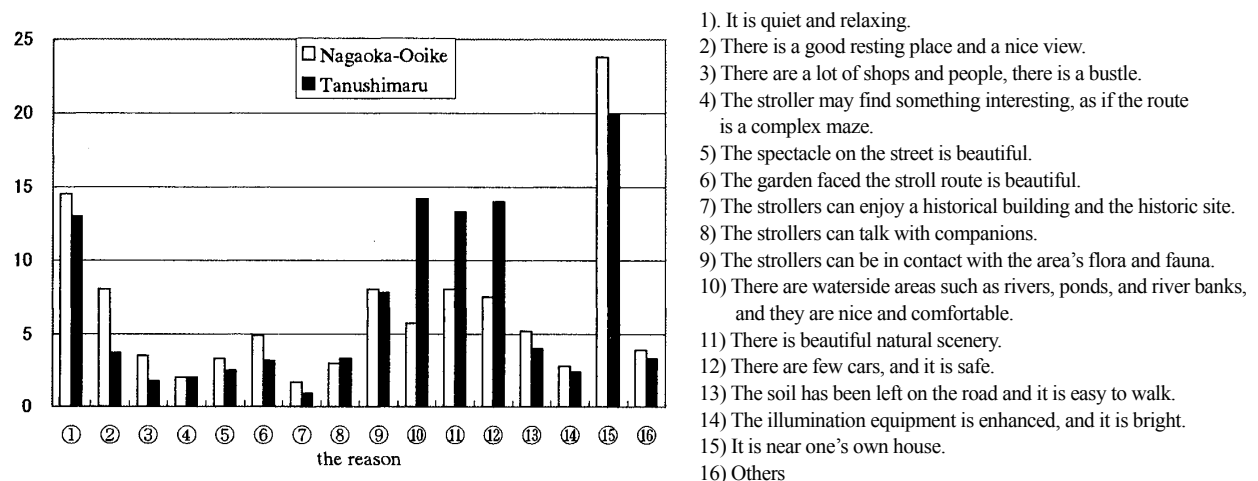 25
20
15
10
5
0
Nagaoka-Ooike
Tanushimaru
① ② ③ ④ ⑤ ⑥ ⑦ ⑧ ⑨ ⑩ ⑪ ⑫ ⑬ ⑭ ⑮ ⑯
the reason
1). It is quiet and relaxing.
2) There is a good resting place and a nice view.
3) There are a lot of shops and people, there is a bustle.
4) The stroller may find something interesting, as if the route
is a complex maze.
5) The spectacle on the street is beautiful.
6) The garden faced the stroll route is beautiful.
7) The strollers can enjoy a historical building and the historic site.
8) The strollers can talk with companions.
9) The strollers can be in contact with the area's flora and fauna.
10) There are waterside areas such as rivers, ponds, and river banks,
and they are nice and comfortable.
11) There is beautiful natural scenery.
12) There are few cars, and it is safe.
13) The soil has been left on the road and it is easy to walk.
14) The illumination equipment is enhanced, and it is bright.
15) It is near one's own house.
16) Others